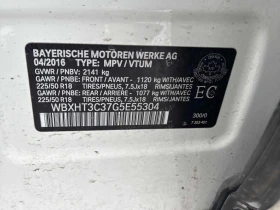 BAYERISCHE MOTOREN WERKE AG
04/2016 TYPE: MPV / VTUM
GVWR / PNBV: 2141 kg
GAWR / PNBE: FRONT / AVANT - 1120 kg WITH/AVEC
225/50 R18 TIRES/PNEUS, 7.5Jx18 RIMS/JANTES
GAWR / PNBE: REAR / ARRIERE - 1077 kg WITH/AVEC
225/50 R18 TIRES/PNEUS, 7.5Jx18 RIMS/JANTES
WBXHT3C37G5E55304
EC
300/0